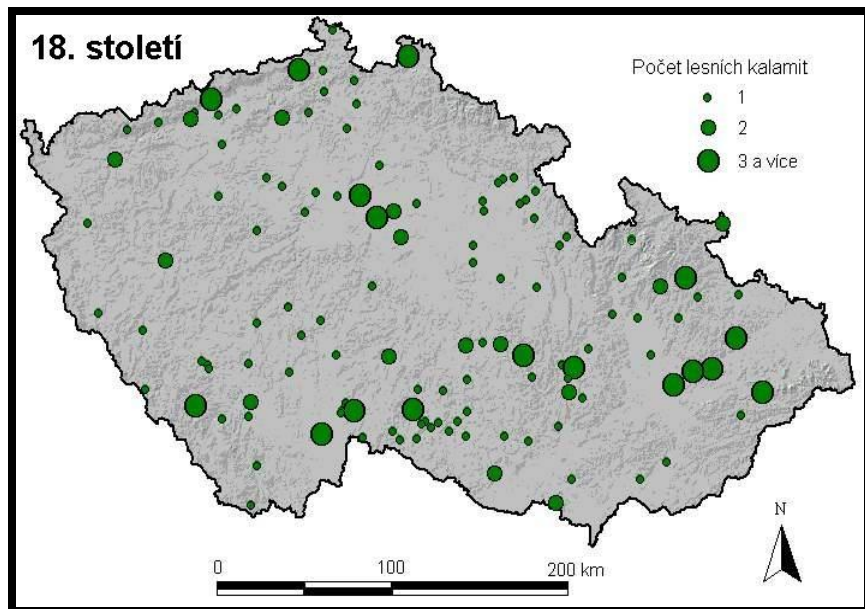 18. století
Počet lesních kalamit
1
2
3 a více
N
0 100 200 km